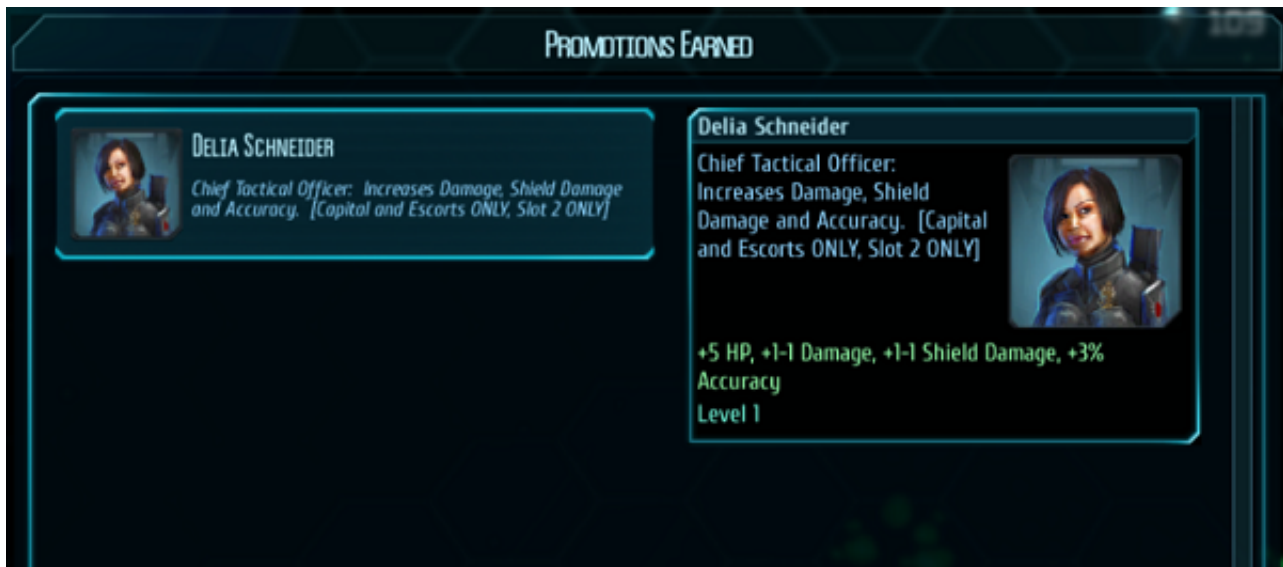 109
PROMOTIONS EARNED
DELIA SCHNEIDER
Chief Tactical Officer:  Increases Damage, Shield Damage
and Accuracy.  [Capital and Escorts ONLY, Slot 2 ONLY]
Delia Schneider
Chief Tactical Officer:
Increases Damage, Shield
Damage and Accuracy.  [Capital
and Escorts ONLY, Slot 2 ONLY]
+5 HP, +1-1 Damage, +1-1 Shield Damage, +3%
Accuracy
Level 1